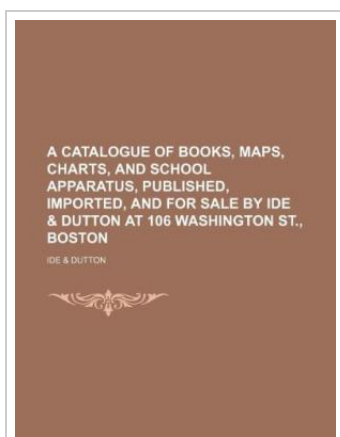 A CATALOGUE OF BOOKS, MAPS,
CHARTS, AND SCHOOL
APPARATUS, PUBLISHED,
IMPORTED, AND FOR SALE BY IDE
& DUTTON AT 106 WASHINGTON ST.,
BOSTON
IDE & DUTTON